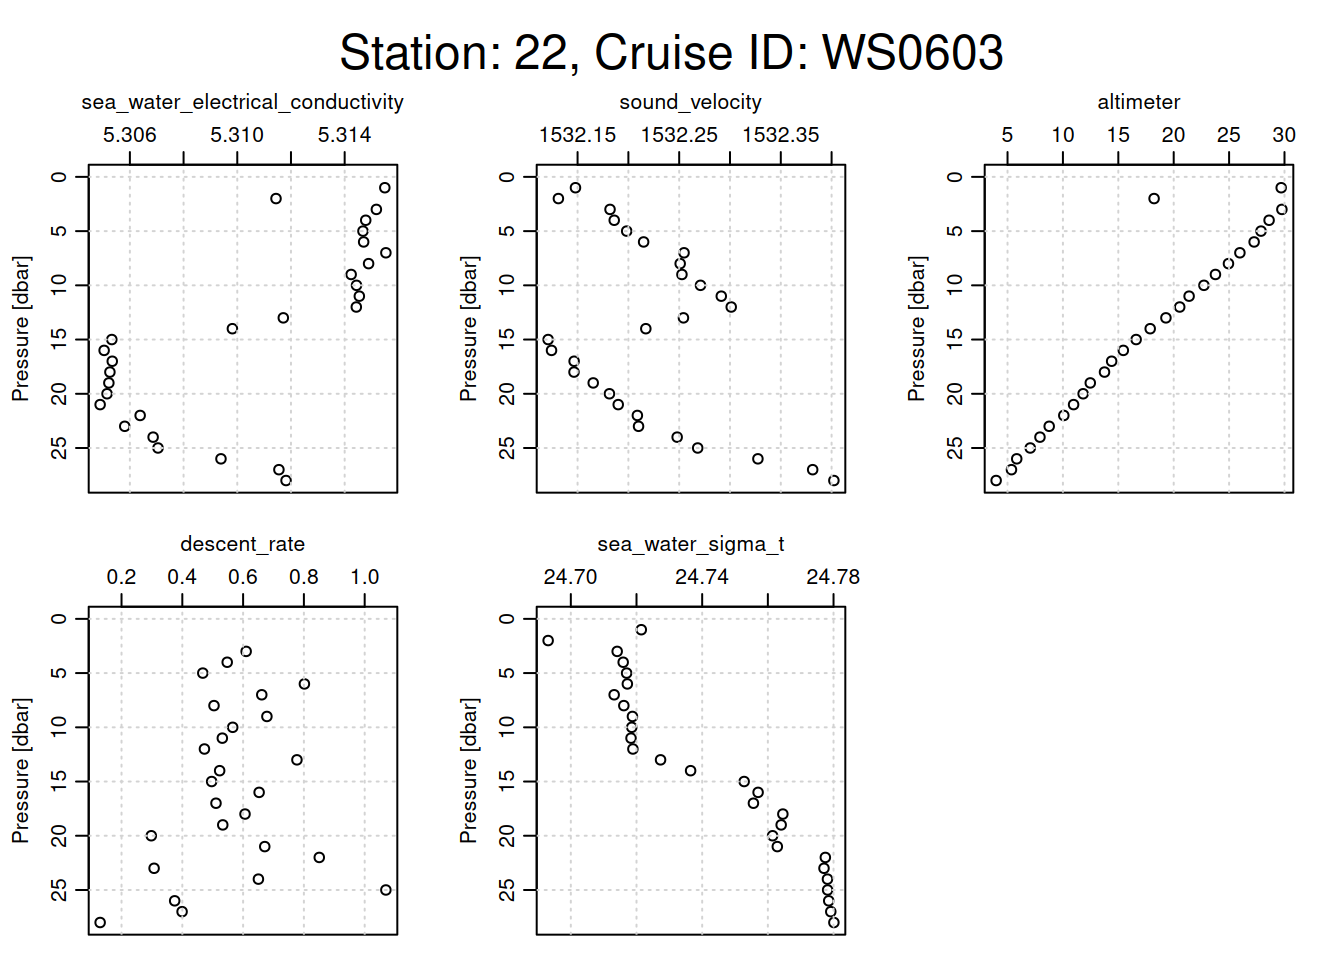 Station: 22, Cruise ID: WS0603
sea_water_electrical_conductivity
5.306 5.310 5.314
0
5
10
15
20
25
Pressure [dbar]
sound_velocity
1532.15 1532.25 1532.35
0
5
10
15
20
25
Pressure [dbar]
altimeter
5 10 15 20 25 30
0
5
10
15
20
25
Pressure [dbar]
descent_rate
0.2 0.4 0.6 0.8 1.0
0
5
10
15
20
25
Pressure [dbar]
sea_water_sigma_t
24.70 24.74 24.78
0
5
10
15
20
25
Pressure [dbar]